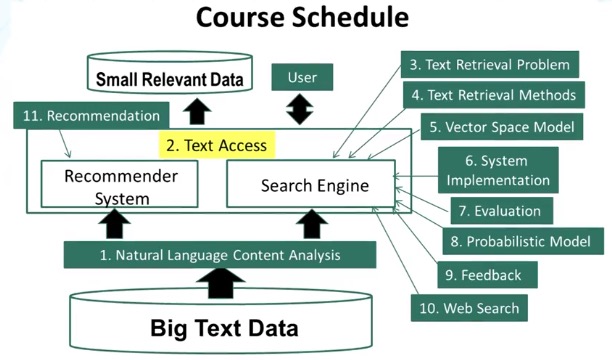 Course Schedule
Small Relevant Data
User
3. Text Retrieval Problem
4. Text Retrieval Methods
11. Recommendation
5. Vector Space Model
2. Text Access
6. System
Implementation
Recommender
System
Search Engine
7. Evaluation
8. Probabilistic Model
1. Natural Language Content Analysis
9. Feedback
10. Web Search
Big Text Data